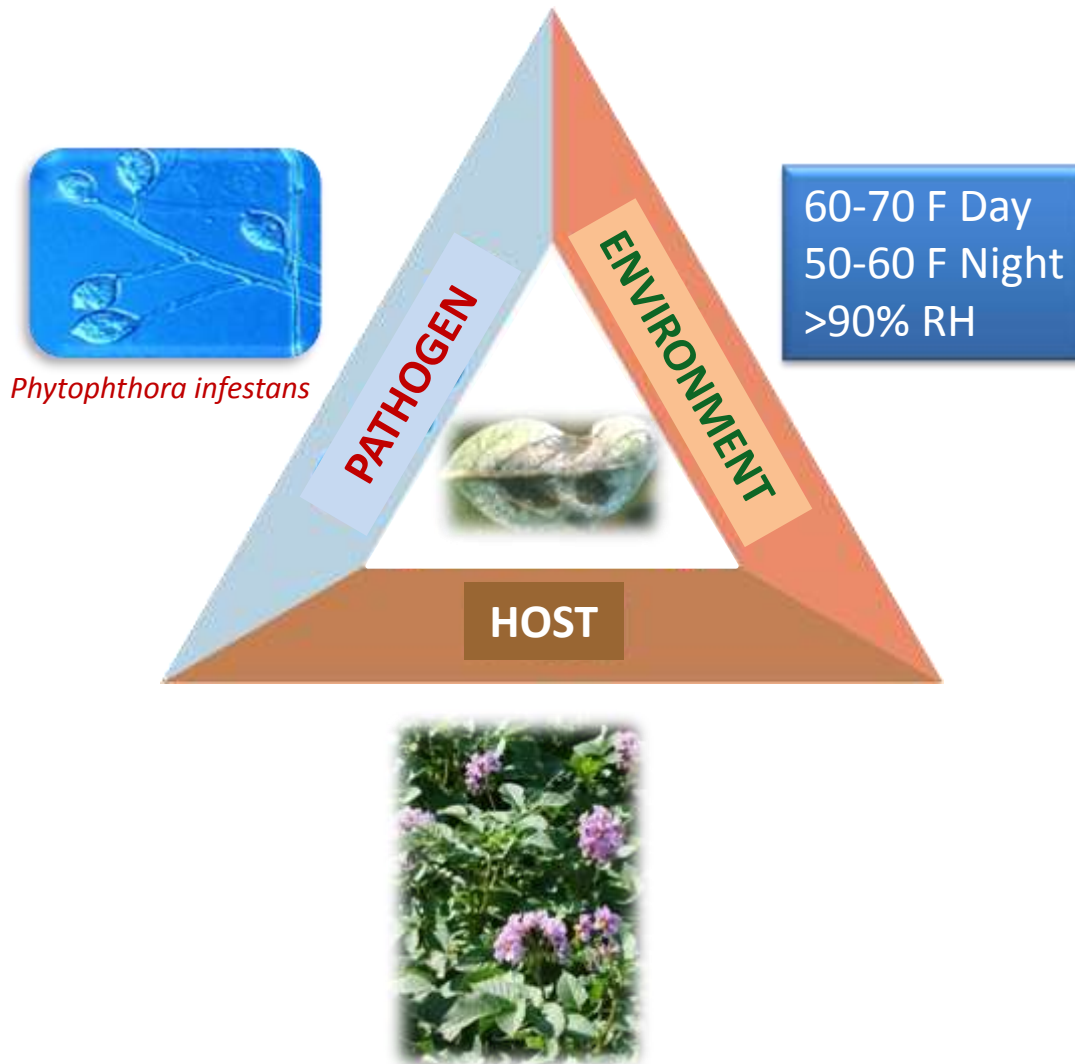 60-70 F Day
50-60 F Night
>90% RH
Phytophthora infestans
PATHOGEN
ENVIRONMENT
HOST